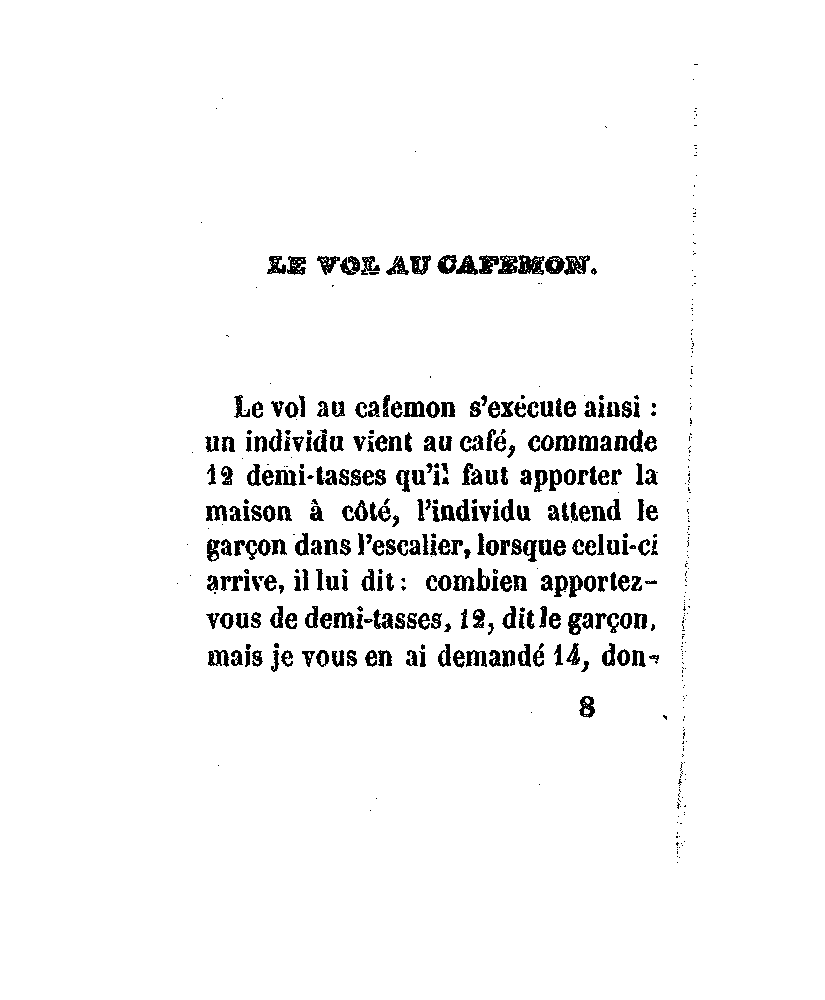 LE VOL AU CAFEMON.
Le vol au cafemon s'exécute ainsi :
un individu vient au café, commande
12 demi-tasses qu'il faut apporter la
maison à côté, l'individu attend le
garçon dans l'escalier, lorsque celui-ci
arrive, il lui dit : combien apportez-
vous de demi-tasses, 12, dit le garçon,
mais je vous en ai demandé 14, don-
8